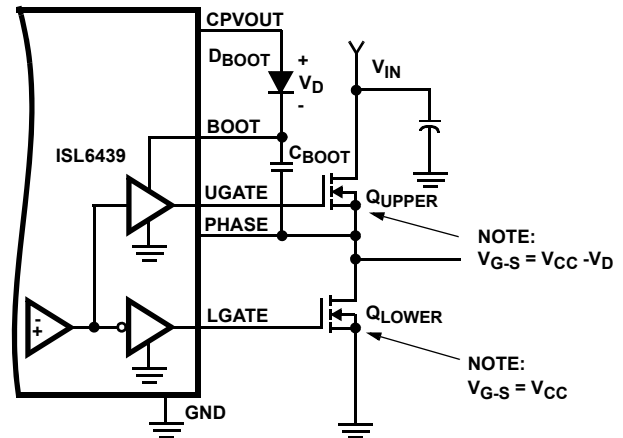 CPVOUT
DBOOT
+
VD
-
VIN
BOOT
CBOOT
ISL6439
UGATE
QUPPER
PHASE
NOTE:
VG-S = VCC -VD
- +
LGATE
QLOWER
NOTE:
VG-S = VCC
GND